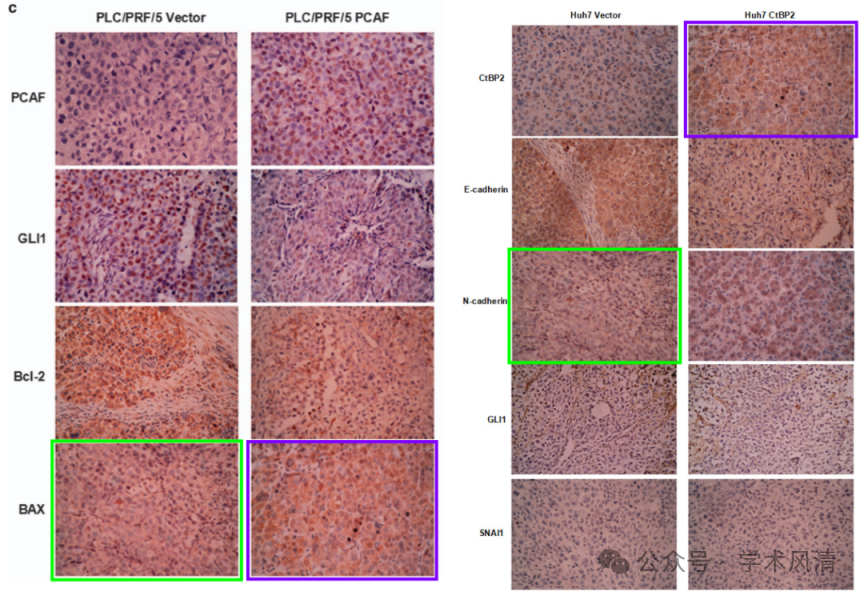 c
PLC/PRF/5 Vector PLC/PRF/5 PCAF
PCAF
GLI1
Bcl-2
BAX
Huh7 Vector Huh7 CtBP2
CtBP2
E-cadherin
N-cadherin
GLI1
SNAI1
公众号 · 学术风清